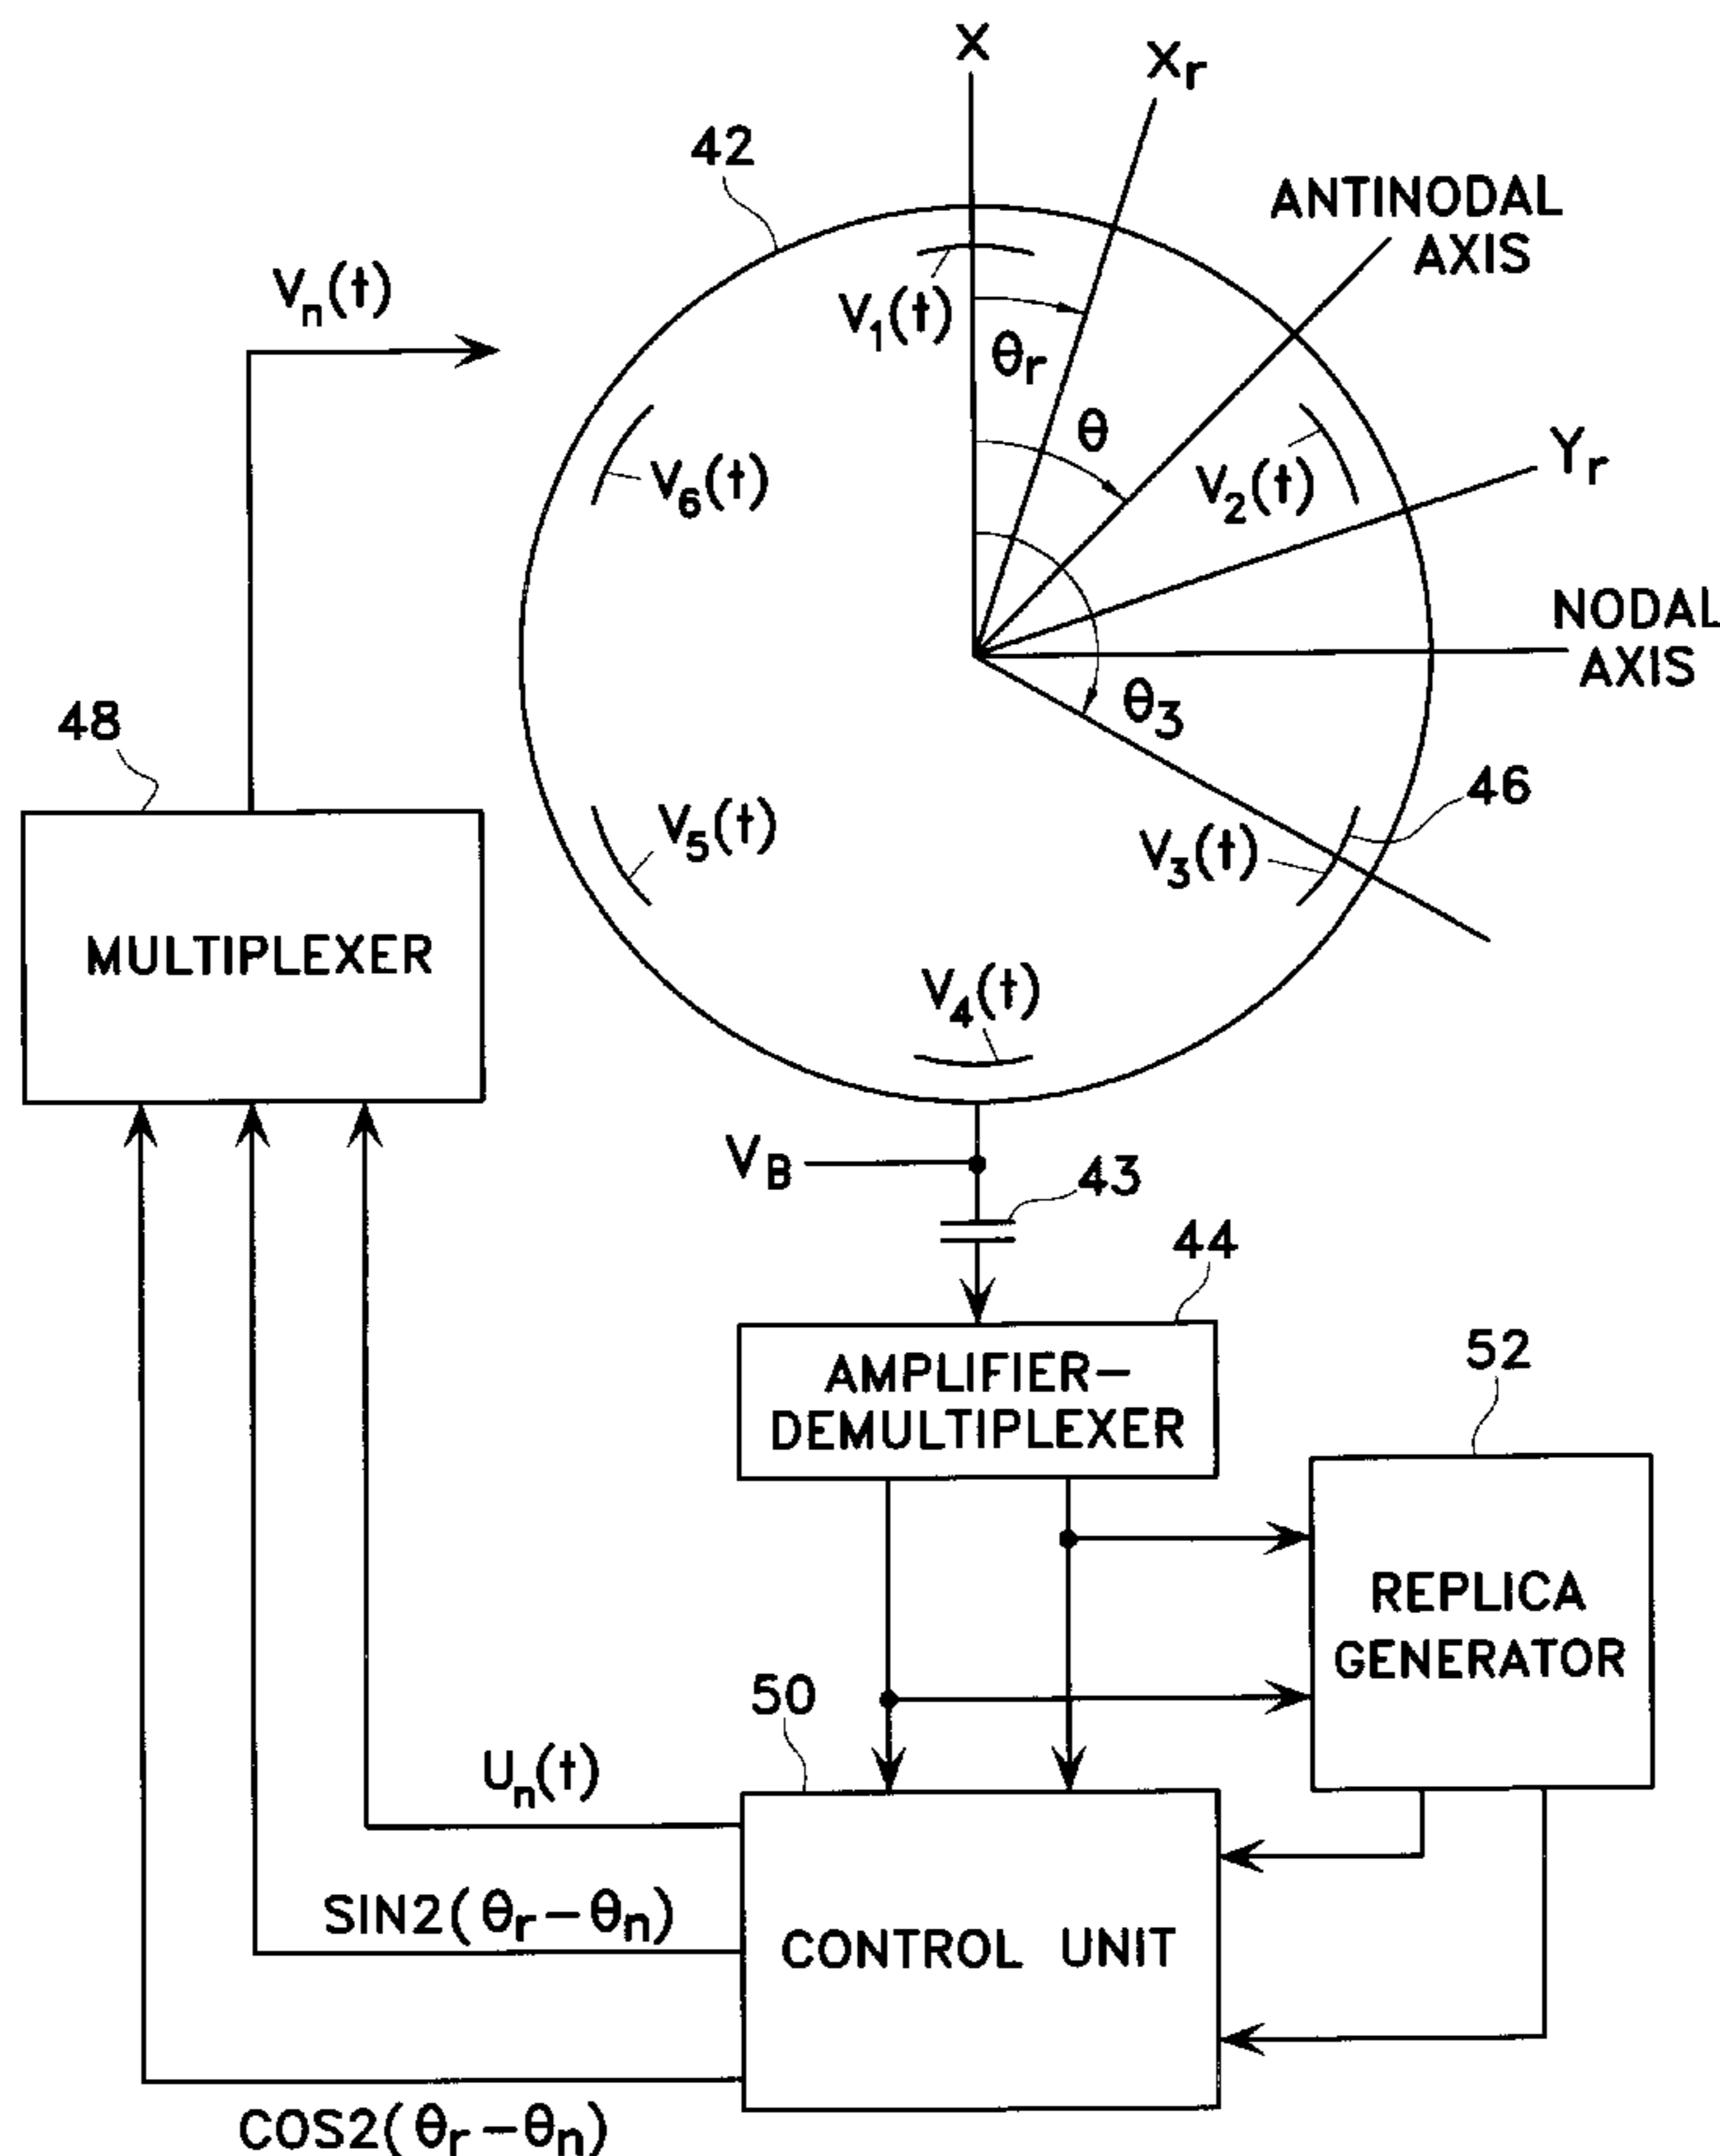 X
Xr
42
ANTINODAL
AXIS
Vn(t)
V1(t)
θr
θ
Yr
V6(t)
V2(t)
NODAL
AXIS
θ3
48
46
V5(t)
V3(t)
MULTIPLEXER
V4(t)
VB
43
44
AMPLIFIER-
DEMULTIPLEXER
52
REPLICA
GENERATOR
50
Un(t)
SIN2(θr-θn)
CONTROL UNIT
COS2(θr-θn)